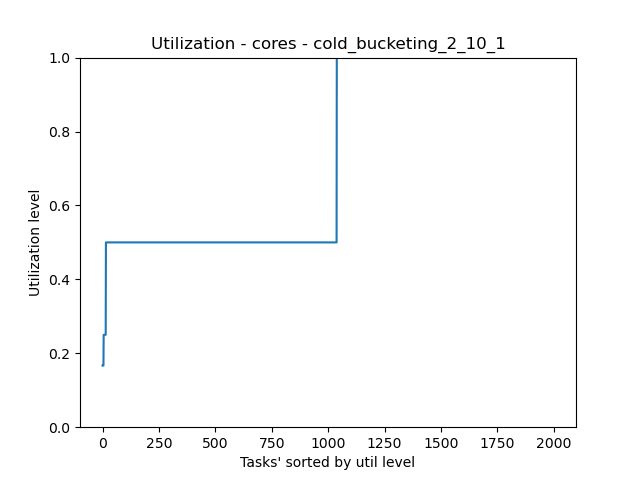 Utilization - cores - cold_bucketing_2_10_1
1.0
0.8
0.6
0.4
0.2
0.0
Utilization level
0 250 500 750 1000 1250 1500 1750 2000
Tasks' sorted by util level